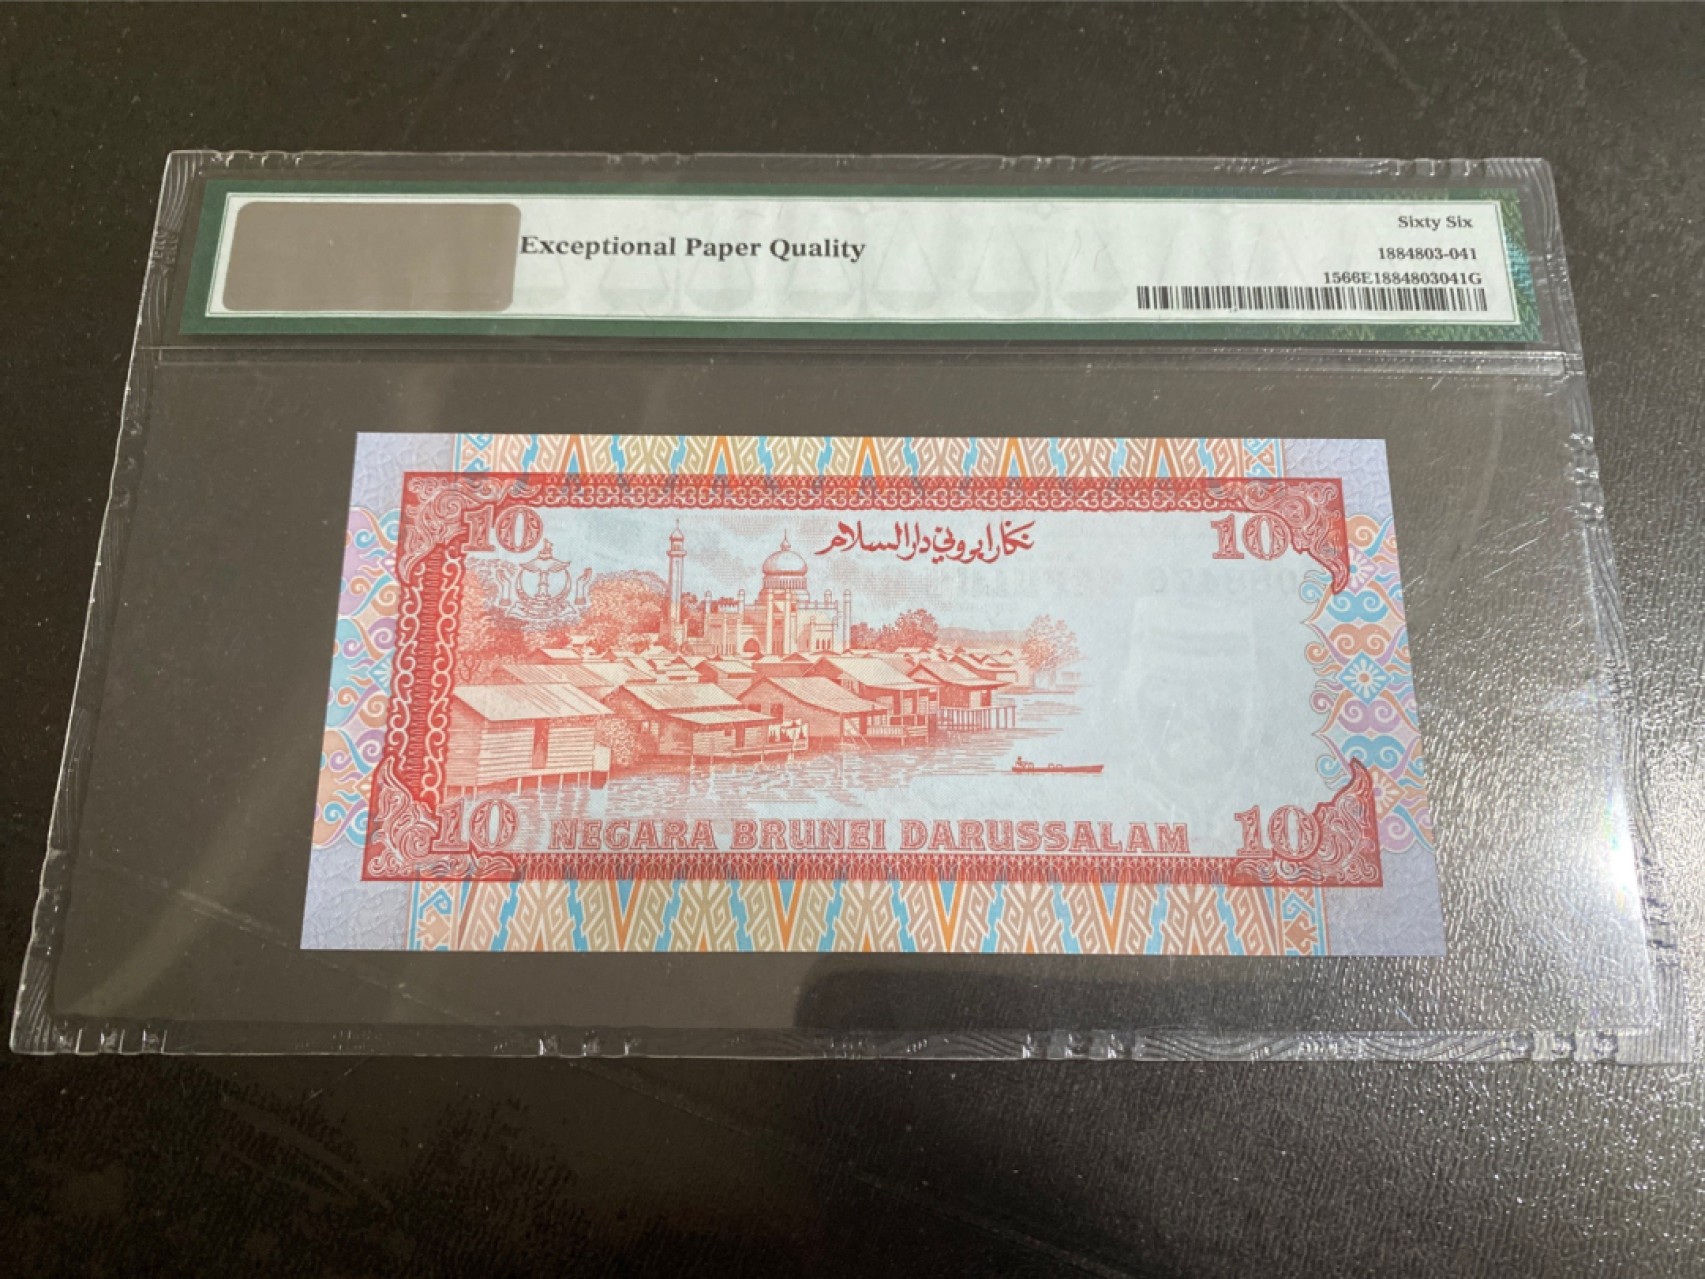 Exceptional Paper Quality
Sixty Six
1884803-041
1566E1884803041G
10
نݢارا بروني دارالسلام
10
10
NEGARA BRUNEI DARUSSALAM
10